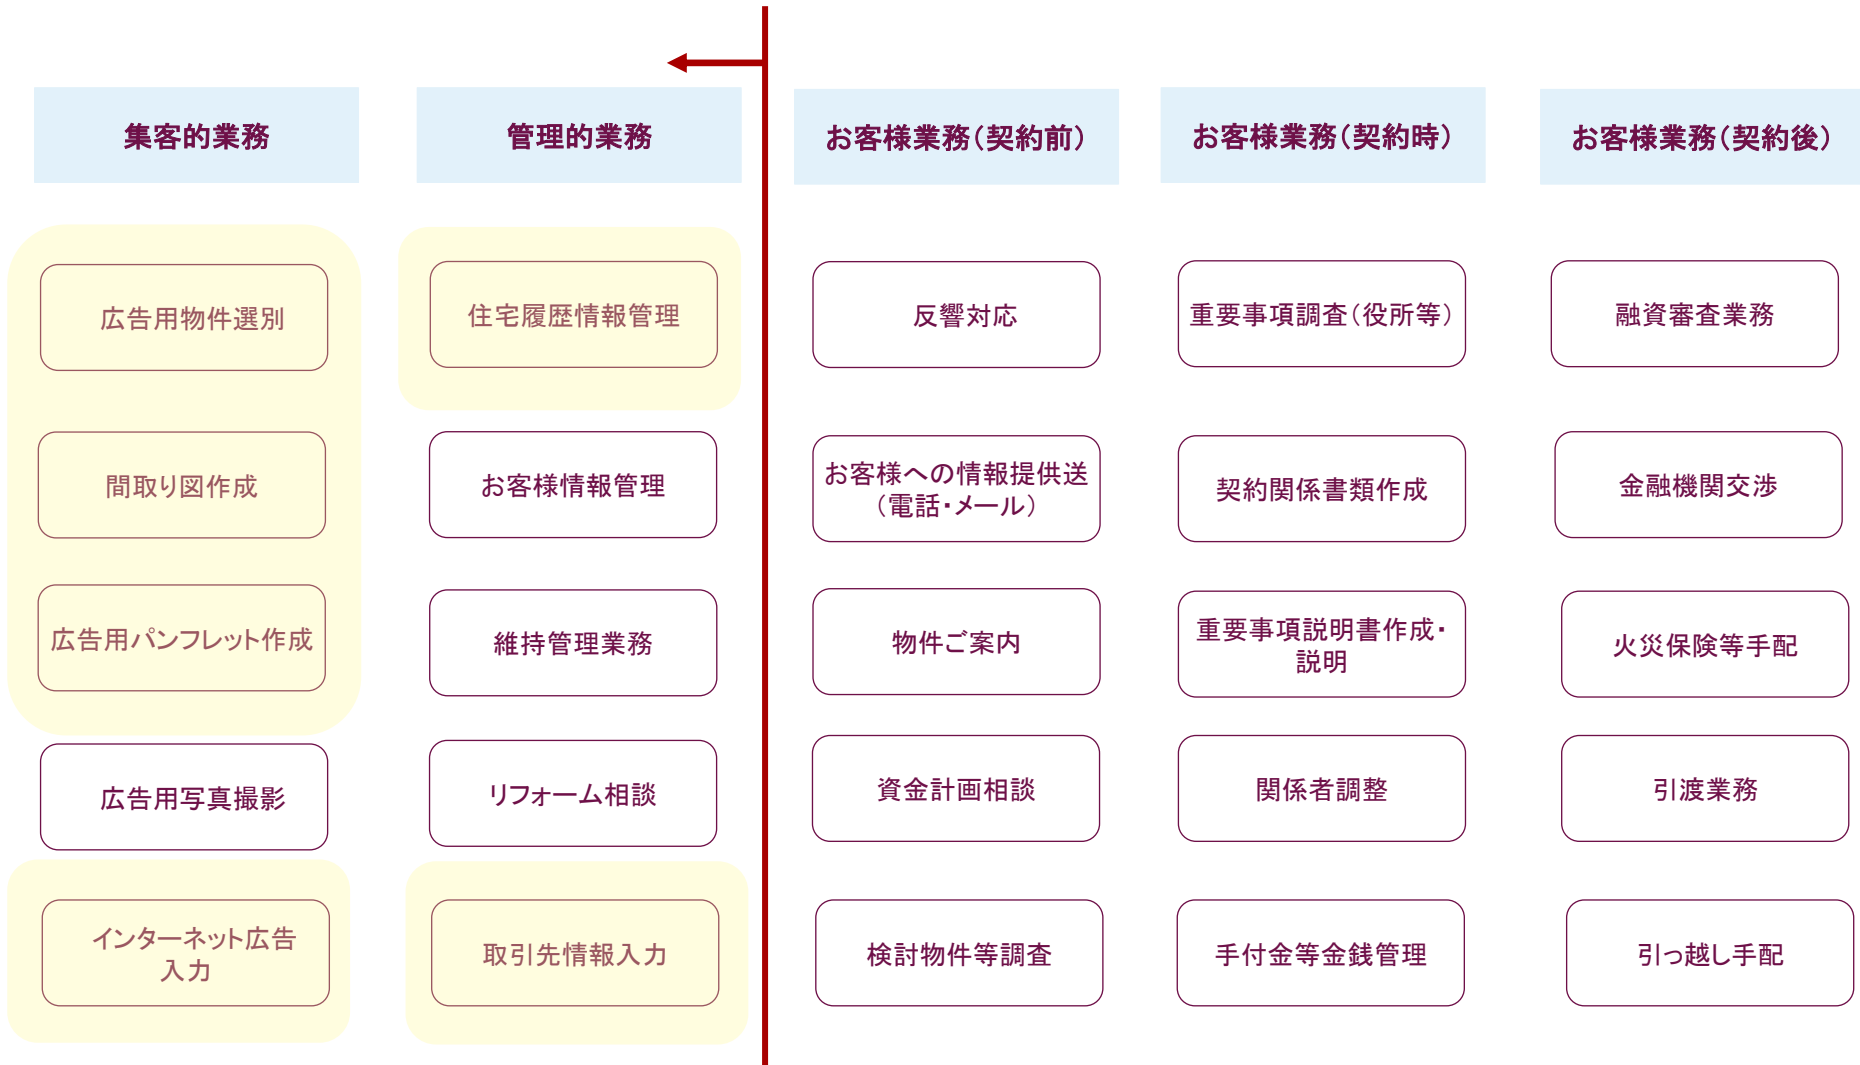 集客的業務
管理的業務
お客様業務（契約前）
お客様業務（契約時）
お客様業務（契約後）
広告用物件選別
住宅履歴情報管理
反響対応
重要事項調査（役所等）
融資審査業務
間取り図作成
お客様情報管理
お客様への情報提供送
（電話・メール）
契約関係書類作成
金融機関交渉
広告用パンフレット作成
維持管理業務
物件ご案内
重要事項説明書作成・
説明
火災保険等手配
広告用写真撮影
リフォーム相談
資金計画相談
関係者調整
引渡業務
インターネット広告
入力
取引先情報入力
検討物件等調査
手付金等金銭管理
引っ越し手配